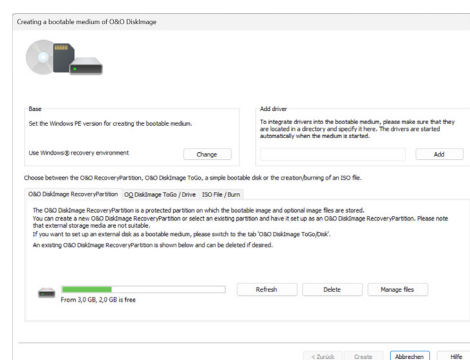 Creating a bootable medium of O&O DiskImage
Base
Set the Windows PE version for creating the bootable medium.
Use Windows® recovery environment
Change
Add driver
To integrate drivers into the bootable medium, please make sure that they
are located in a directory and specify it here. The drivers are started
automatically when the medium is started.
Add
Choose between the O&O RecoveryPartition, O&O DiskImage ToGo, a simple bootable disk or the creation/burning of an ISO file.
O&O DiskImage RecoveryPartition
OO DiskImage ToGo / Drive
ISO File / Burn
The O&O DiskImage RecoveryPartition is a protected partition on which the bootable image and optional image files are stored.
You can create a new O&O DiskImage RecoveryPartition or select an existing partition and have it set up as an O&O DiskImage RecoveryPartition. Please note
that external storage media are not suitable.
If you want to set up an external disk as a bootable medium, please switch to the tab 'O&O DiskImage ToGo/Disk'.
An existing O&O DiskImage RecoveryPartition is shown below and can be deleted if desired.
From 3,0 GB, 2,0 GB is free
Refresh
Delete
Manage files
< Zurück
Create
Abbrechen
Hilfe